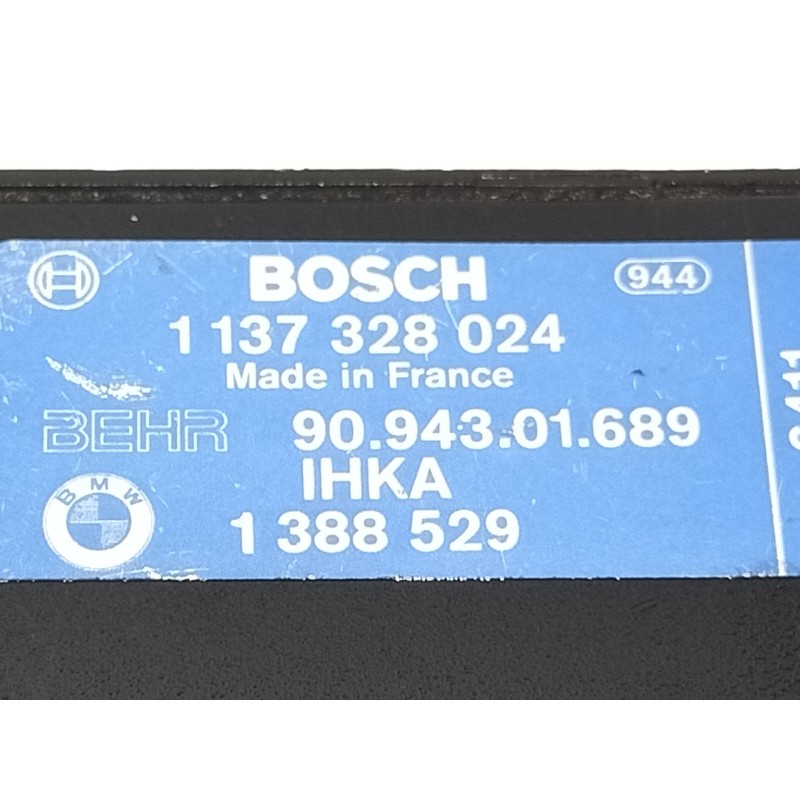 BOSCH 944
1 137 328 024
Made in France
BEHR 90.943.01.689
IHKA
BMW 1 388 529